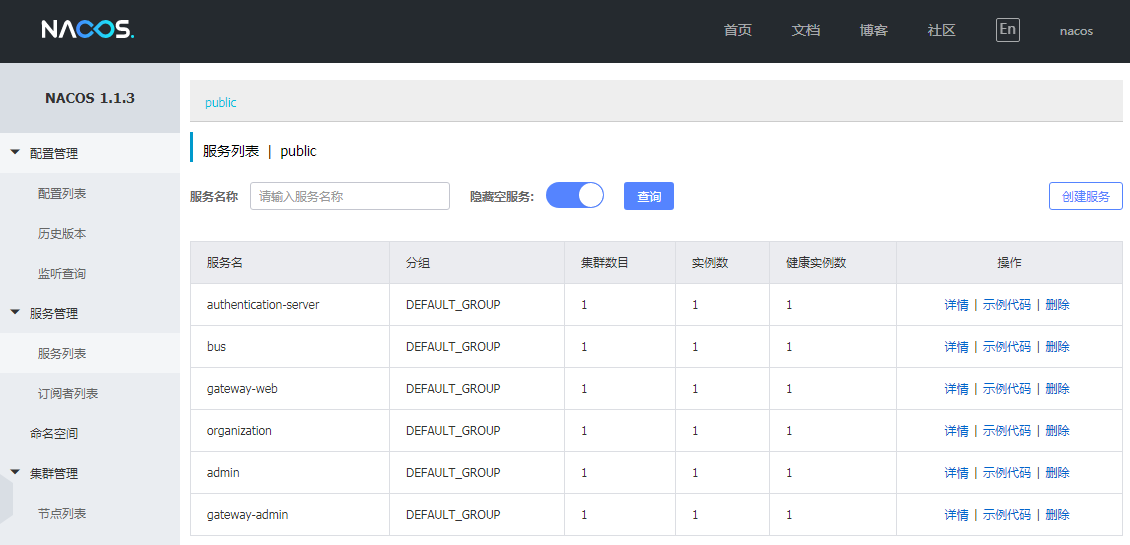 NACOS.
首页 文档 博客 社区 En nacos
NACOS 1.1.3
配置管理
配置列表
历史版本
监听查询
服务管理
服务列表
订阅者列表
命名空间
集群管理
节点列表
public
服务列表 | public
服务名称 请输入服务名称 隐藏空服务: 查询 创建服务
服务名 分组 集群数目 实例数 健康实例数 操作
authentication-server DEFAULT_GROUP 1 1 1 详情 | 示例代码 | 删除
bus DEFAULT_GROUP 1 1 1 详情 | 示例代码 | 删除
gateway-web DEFAULT_GROUP 1 1 1 详情 | 示例代码 | 删除
organization DEFAULT_GROUP 1 1 1 详情 | 示例代码 | 删除
admin DEFAULT_GROUP 1 1 1 详情 | 示例代码 | 删除
gateway-admin DEFAULT_GROUP 1 1 1 详情 | 示例代码 | 删除